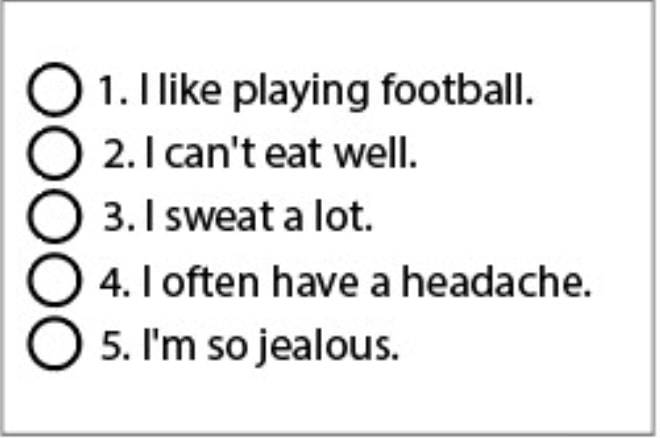 1. I like playing football.
2. I can't eat well.
3. I sweat a lot.
4. I often have a headache.
5. I'm so jealous.